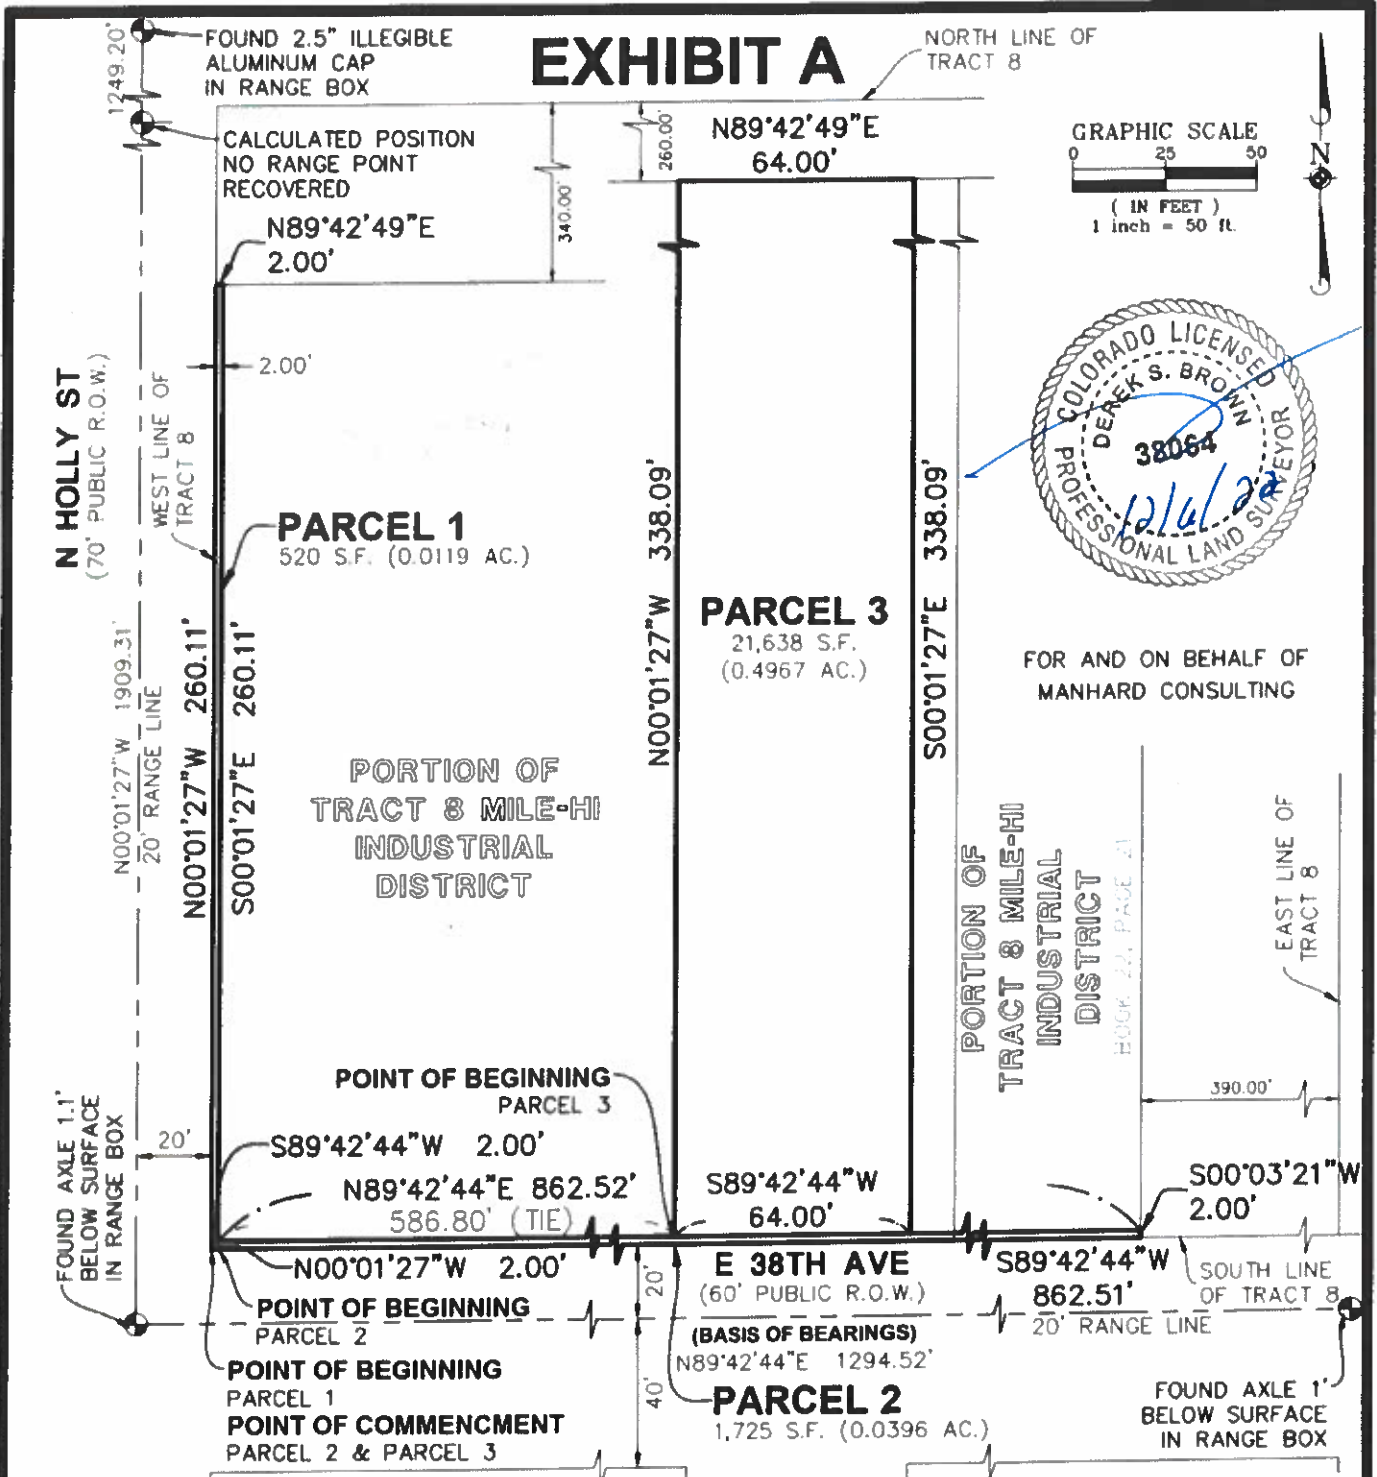 EXHIBIT A
1249.20'
FOUND 2.5" ILLEGIBLE
ALUMINUM CAP
IN RANGE BOX
NORTH LINE OF
TRACT 8
CALCULATED POSITION
NO RANGE POINT
RECOVERED
N89°42'49"E
2.00'
340.00'
260.00'
N89°42'49"E
64.00'
GRAPHIC SCALE
0 25 50
( IN FEET )
1 inch = 50 ft.
N
COLORADO LICENSED
DEREK S. BROWN
38064
12/6/22
PROFESSIONAL LAND SURVEYOR
FOR AND ON BEHALF OF
MANHARD CONSULTING
N HOLLY ST
(70' PUBLIC R.O.W.)
WEST LINE OF
TRACT 8
2.00'
PARCEL 1
520 S.F. (0.0119 AC.)
N00°01'27"W 1909.31'
20' RANGE LINE
N00°01'27"W 260.11'
S00°01'27"E 260.11'
PORTION OF
TRACT 8 MILE-HI
INDUSTRIAL
DISTRICT
N00°01'27"W 338.09'
PARCEL 3
21,638 S.F.
(0.4967 AC.)
S00°01'27"E 338.09'
PORTION OF
TRACT 8 MILE-HI
INDUSTRIAL
DISTRICT
BOOK 22, PAGE 21
EAST LINE OF
TRACT 8
390.00'
POINT OF BEGINNING
PARCEL 3
FOUND AXLE 1.1'
BELOW SURFACE
IN RANGE BOX
20'
S89°42'44"W 2.00'
N89°42'44"E 862.52'
586.80' (TIE)
S89°42'44"W
64.00'
S00°03'21"W
2.00'
N00°01'27"W 2.00'
20'
E 38TH AVE
(60' PUBLIC R.O.W.)
S89°42'44"W
862.51'
SOUTH LINE
OF TRACT 8
20' RANGE LINE
POINT OF BEGINNING
PARCEL 2
(BASIS OF BEARINGS)
N89°42'44"E 1294.52'
POINT OF BEGINNING
PARCEL 1
POINT OF COMMENCMENT
PARCEL 2 & PARCEL 3
40'
PARCEL 2
1,725 S.F. (0.0396 AC.)
FOUND AXLE 1'
BELOW SURFACE
IN RANGE BOX